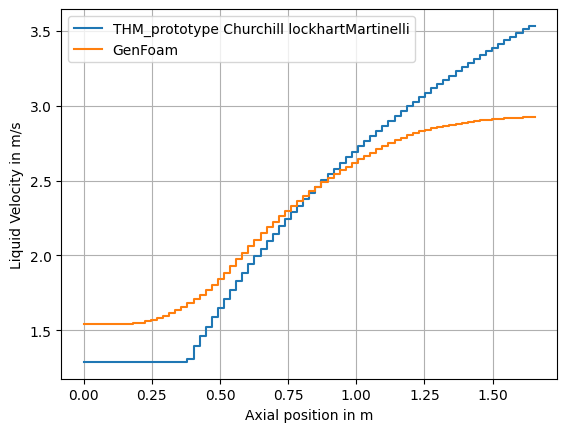 THM_prototype Churchill lockhartMartinelli
GenFoam
3.5
3.0
2.5
2.0
1.5
Liquid Velocity in m/s
0.00 0.25 0.50 0.75 1.00 1.25 1.50
Axial position in m